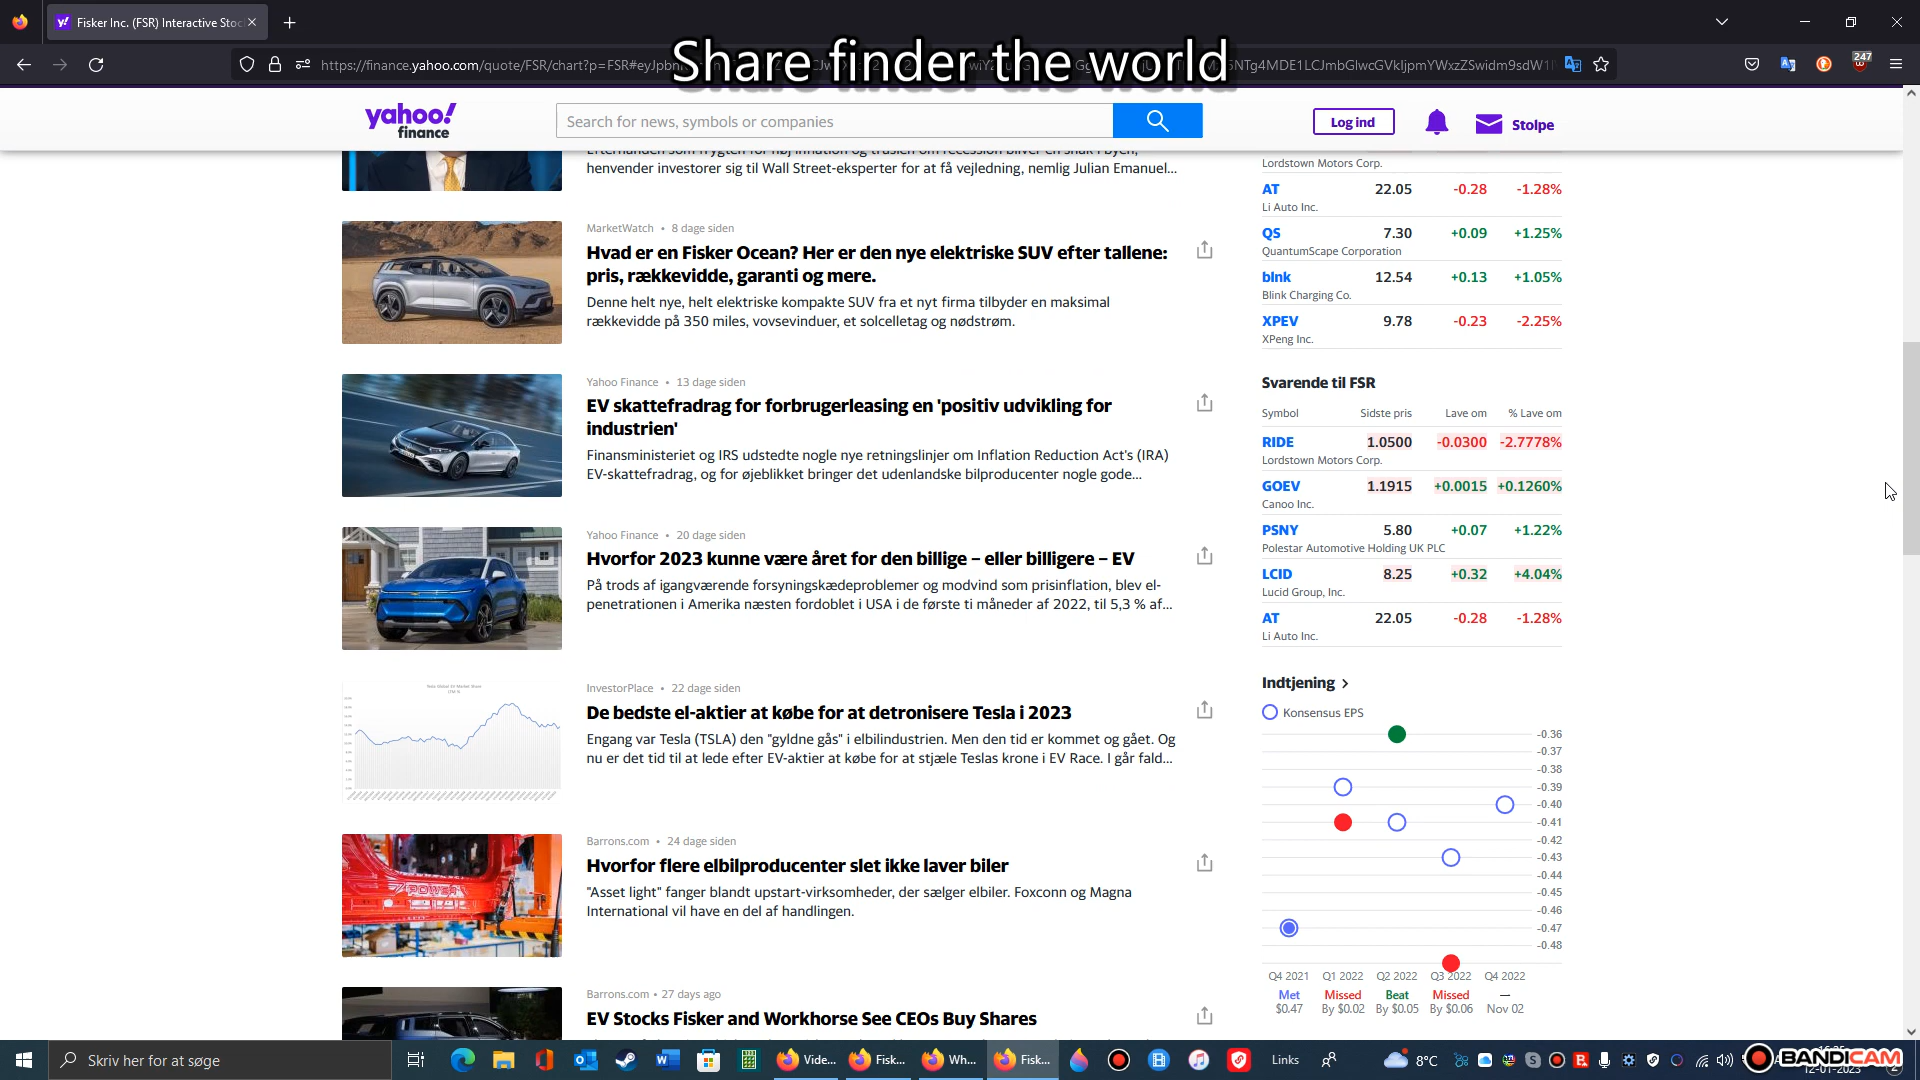 Fisker Inc. (FSR) Interactive Stoc
Share finder the world
https://finance.yahoo.com/quote/FSR/chart?p=FSR#eyJpbn
247
yahoo!
finance
Search for news, symbols or companies
Log ind
Stolpe
henvender investorer sig til Wall Street-eksperter for at få vejledning, nemlig Julian Emanuel...
MarketWatch • 8 dage siden
Hvad er en Fisker Ocean? Her er den nye elektriske SUV efter tallene:
pris, rækkevidde, garanti og mere.
Denne helt nye, helt elektriske kompakte SUV fra et nyt firma tilbyder en maksimal
rækkevidde på 350 miles, vovsevinduer, et solcelletag og nødstrøm.
Yahoo Finance • 13 dage siden
EV skattefradrag for forbrugerleasing en 'positiv udvikling for
industrien'
Finansministeriet og IRS udstedte nogle nye retningslinjer om Inflation Reduction Act's (IRA)
EV-skattefradrag, og for øjeblikket bringer det udenlandske bilproducenter nogle gode...
Yahoo Finance • 20 dage siden
Hvorfor 2023 kunne være året for den billige – eller billigere – EV
På trods af igangværende forsyningskædeproblemer og modvind som prisinflation, blev el-
penetrationen i Amerika næsten fordoblet i USA i de første ti måneder af 2022, til 5,3 % af...
InvestorPlace • 22 dage siden
De bedste el-aktier at købe for at detronisere Tesla i 2023
Engang var Tesla (TSLA) den "gyldne gås" i elbilindustrien. Men den tid er kommet og gået. Og
nu er det tid til at lede efter EV-aktier at købe for at stjæle Teslas krone i EV Race. I går fald...
Barrons.com • 24 dage siden
Hvorfor flere elbilproducenter slet ikke laver biler
"Asset light" fanger blandt upstart-virksomheder, der sælger elbiler. Foxconn og Magna
International vil have en del af handlingen.
Barrons.com • 27 days ago
EV Stocks Fisker and Workhorse See CEOs Buy Shares
Lordstown Motors Corp.
AT 22.05 -0.28 -1.28%
Li Auto Inc.
QS 7.30 +0.09 +1.25%
QuantumScape Corporation
blnk 12.54 +0.13 +1.05%
Blink Charging Co.
XPEV 9.78 -0.23 -2.25%
XPeng Inc.
Svarende til FSR
Symbol Sidste pris Lave om % Lave om
RIDE 1.0500 -0.0300 -2.7778%
Lordstown Motors Corp.
GOEV 1.1915 +0.0015 +0.1260%
Canoo Inc.
PSNY 5.80 +0.07 +1.22%
Polestar Automotive Holding UK PLC
LCID 8.25 +0.32 +4.04%
Lucid Group, Inc.
AT 22.05 -0.28 -1.28%
Li Auto Inc.
Indtjening
Konsensus EPS
-0.36
-0.37
-0.38
-0.39
-0.40
-0.41
-0.42
-0.43
-0.44
-0.45
-0.46
-0.47
-0.48
Q4 2021 Q1 2022 Q2 2022 Q3 2022 Q4 2022
Met Missed Beat Missed —
$0.47 By $0.02 By $0.05 By $0.06 Nov 02
Skriv her for at søge
Vide...
Fisk...
Wh...
Fisk...
Links
8°C
BANDICAM
12-01-2023